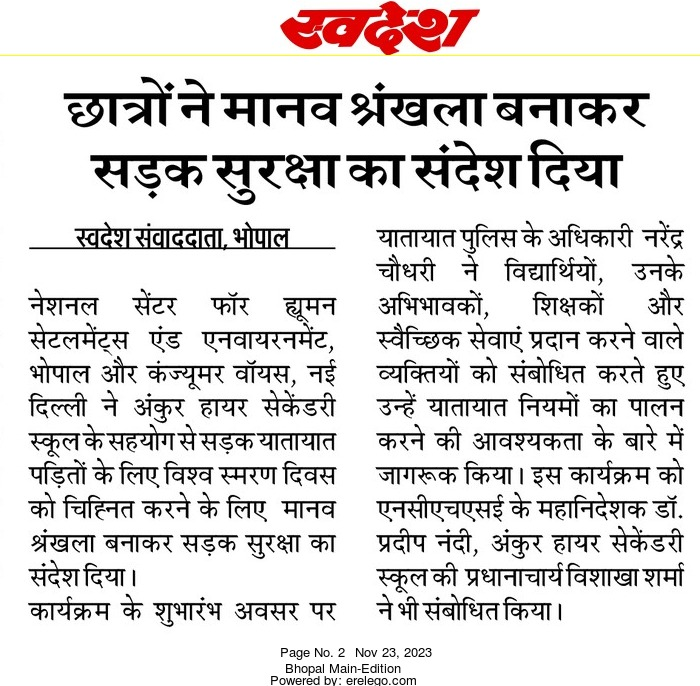 स्वदेश
छात्रों ने मानव श्रंखला बनाकर
सड़क सुरक्षा का संदेश दिया
स्वदेश संवाददाता, भोपाल
नेशनल सेंटर फॉर ह्यूमन
सेटलमेंट्स एंड एनवायरनमेंट,
भोपाल और कंज्यूमर वॉयस, नई
दिल्ली ने अंकुर हायर सेकेंडरी
स्कूल के सहयोग से सड़क यातायात
पड़ितों के लिए विश्व स्मरण दिवस
को चिह्नित करने के लिए मानव
श्रंखला बनाकर सड़क सुरक्षा का
संदेश दिया।
कार्यक्रम के शुभारंभ अवसर पर
यातायात पुलिस के अधिकारी नरेंद्र
चौधरी ने विद्यार्थियों, उनके
अभिभावकों, शिक्षकों और
स्वैच्छिक सेवाएं प्रदान करने वाले
व्यक्तियों को संबोधित करते हुए
उन्हें यातायात नियमों का पालन
करने की आवश्यकता के बारे में
जागरूक किया। इस कार्यक्रम को
एनसीएचएसई के महानिदेशक डॉ.
प्रदीप नंदी, अंकुर हायर सेकेंडरी
स्कूल की प्रधानाचार्य विशाखा शर्मा
ने भी संबोधित किया।
Page No. 2 Nov 23, 2023
Bhopal Main-Edition
Powered by: erelego.com